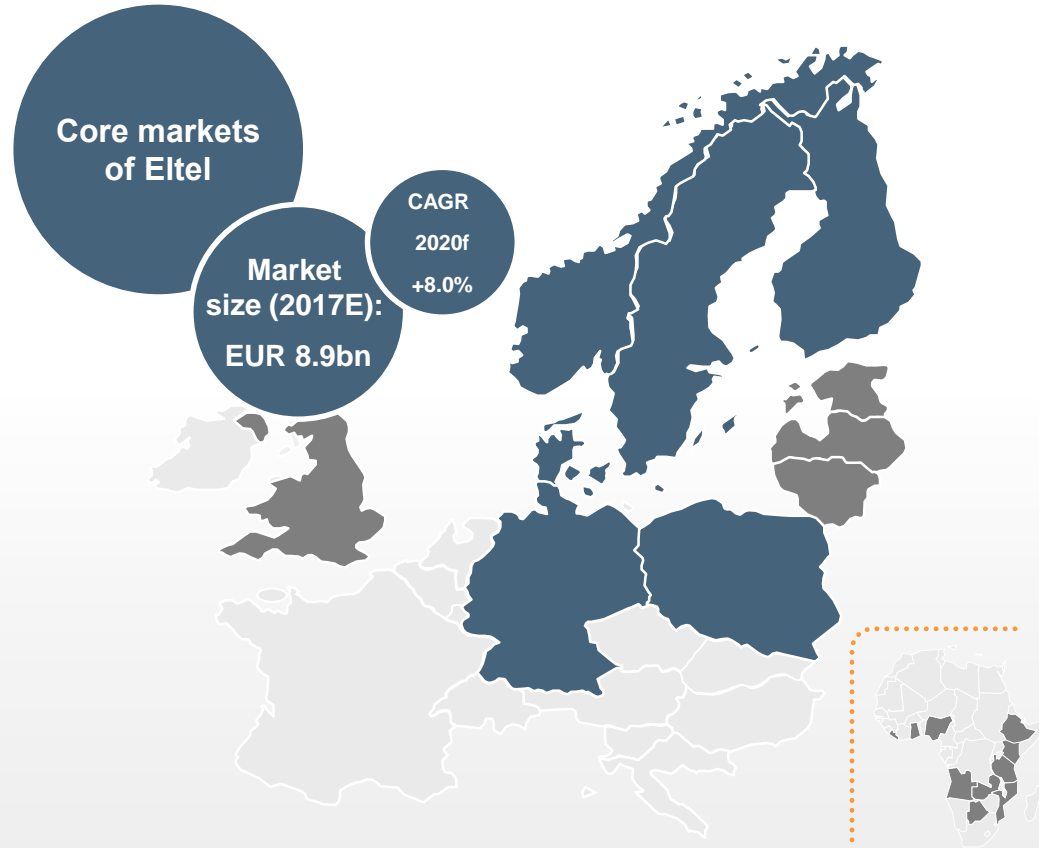 Core markets
of Eltel
CAGR
2020f
+8.0%
Market
size (2017E):
EUR 8.9bn